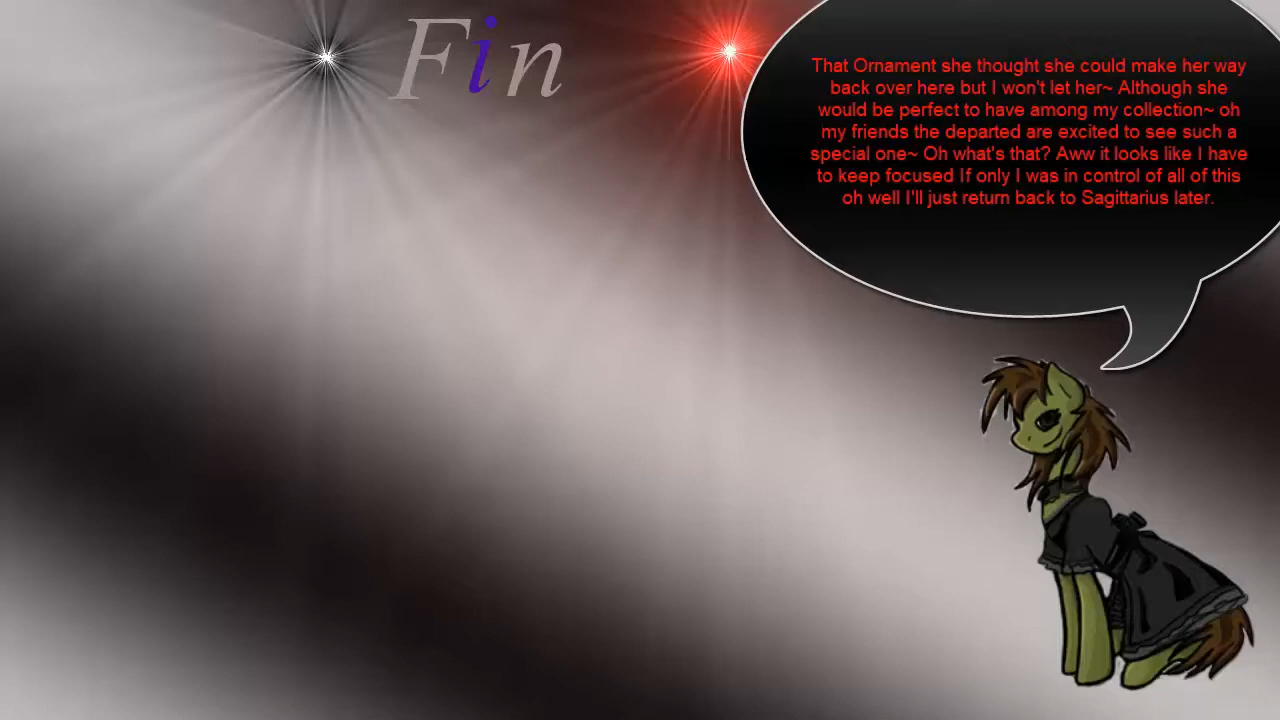 Fin
That Ornament she thought she could make her way
back over here but I won't let her~ Although she
would be perfect to have among my collection~ oh
my friends the departed are excited to see such a
special one~ Oh what's that? Aww it looks like I have
to keep focused If only I was in control of all of this
oh well I'll just return back to Sagittarius later.